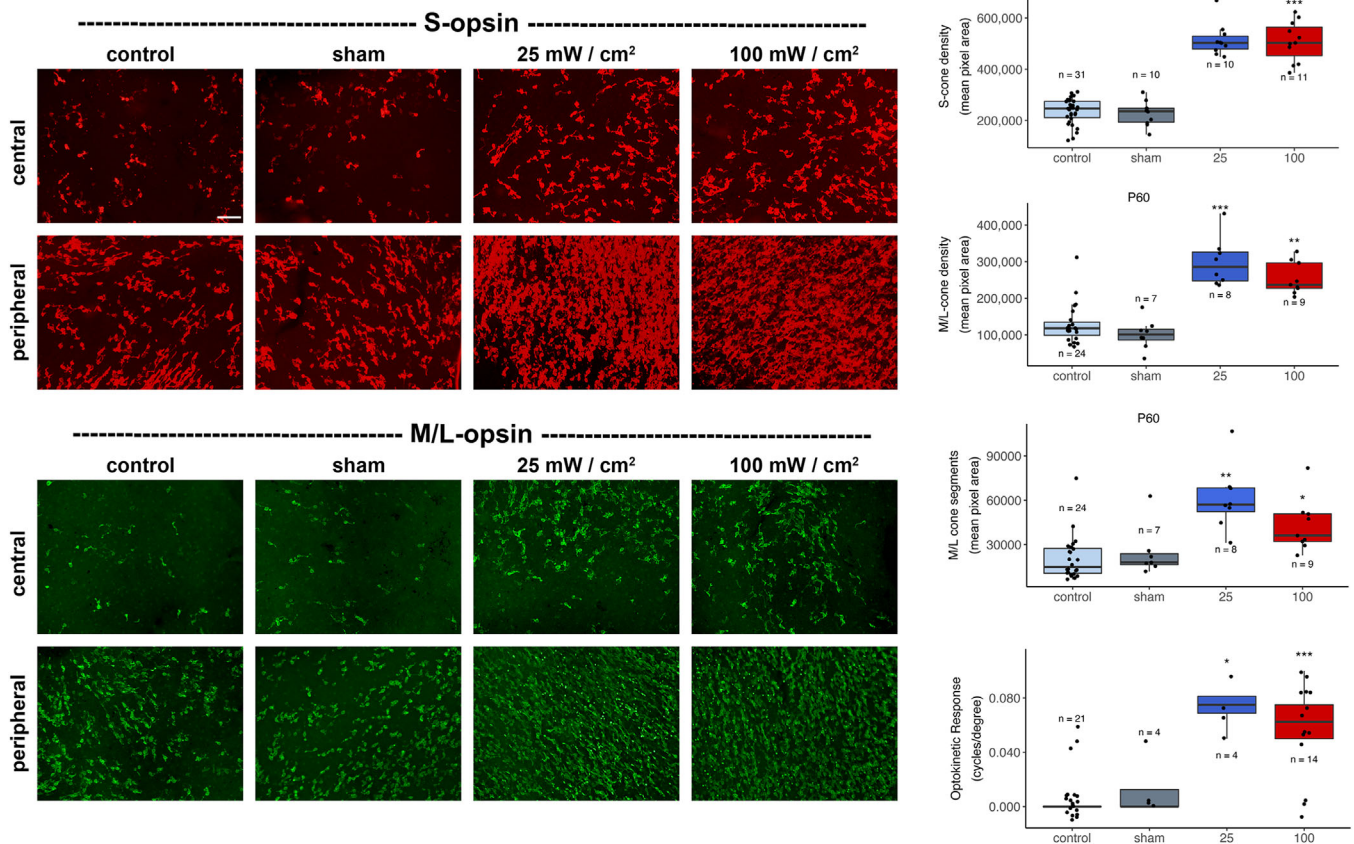 S-opsin
control sham 25 mW / cm² 100 mW / cm²
central
peripheral
M/L-opsin
control sham 25 mW / cm² 100 mW / cm²
central
peripheral
S-cone density
(mean pixel area)
600,000
400,000
200,000
n = 31
n = 10
n = 10
***
n = 11
control sham 25 100
P60
M/L-cone density
(mean pixel area)
400,000
300,000
200,000
100,000
n = 24
n = 7
***
n = 8
**
n = 9
control sham 25 100
P60
M/L cone segments
(mean pixel area)
90000
60000
30000
n = 24
n = 7
**
n = 8
*
n = 9
control sham 25 100
Optokinetic Response
(cycles/degree)
0.080
0.040
0.000
n = 21
n = 4
*
n = 4
***
n = 14
control sham 25 100